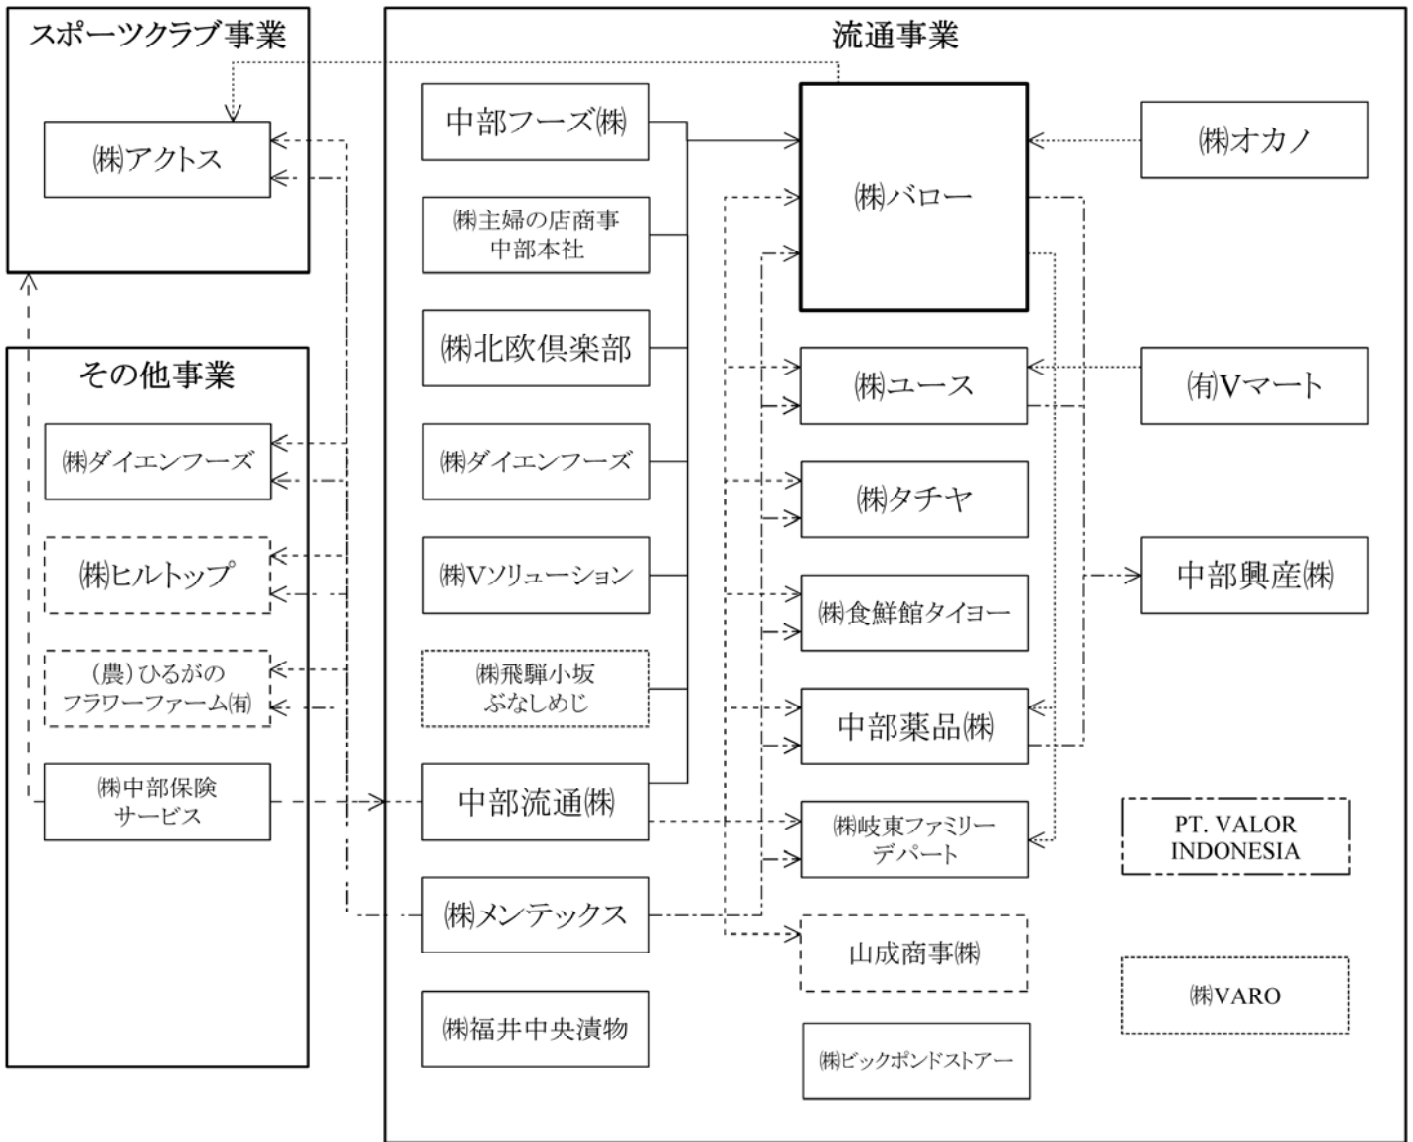 スポーツクラブ事業
㈱アクトス
その他事業
㈱ダイエンフーズ
㈱ヒルトップ
(農)ひるがの
フラワーファーム㈲
㈱中部保険
サービス
流通事業
中部フーズ㈱
㈱主婦の店商事
中部本社
㈱北欧倶楽部
㈱ダイエンフーズ
㈱Vソリューション
㈱飛騨小坂
ぶなしめじ
中部流通㈱
㈱メンテックス
㈱福井中央漬物
㈱バロー
㈱ユース
㈱タチヤ
㈱食鮮館タイヨー
中部薬品㈱
㈱岐東ファミリー
デパート
山成商事㈱
㈱ビックポンドストアー
㈱オカノ
㈲Vマート
中部興産㈱
PT. VALOR
INDONESIA
㈱VARO